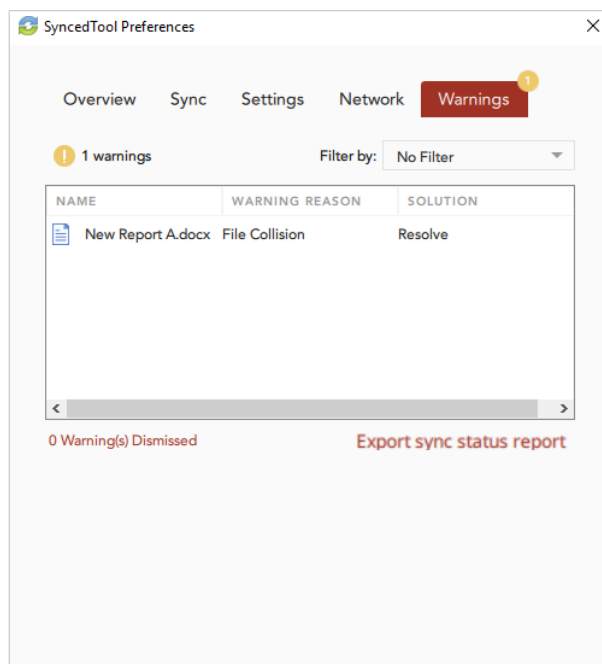 SyncedTool Preferences
1
Overview Sync Settings Network Warnings
! 1 warnings Filter by: No Filter
NAME WARNING REASON SOLUTION
New Report A.docx File Collision Resolve
0 Warning(s) Dismissed Export sync status report